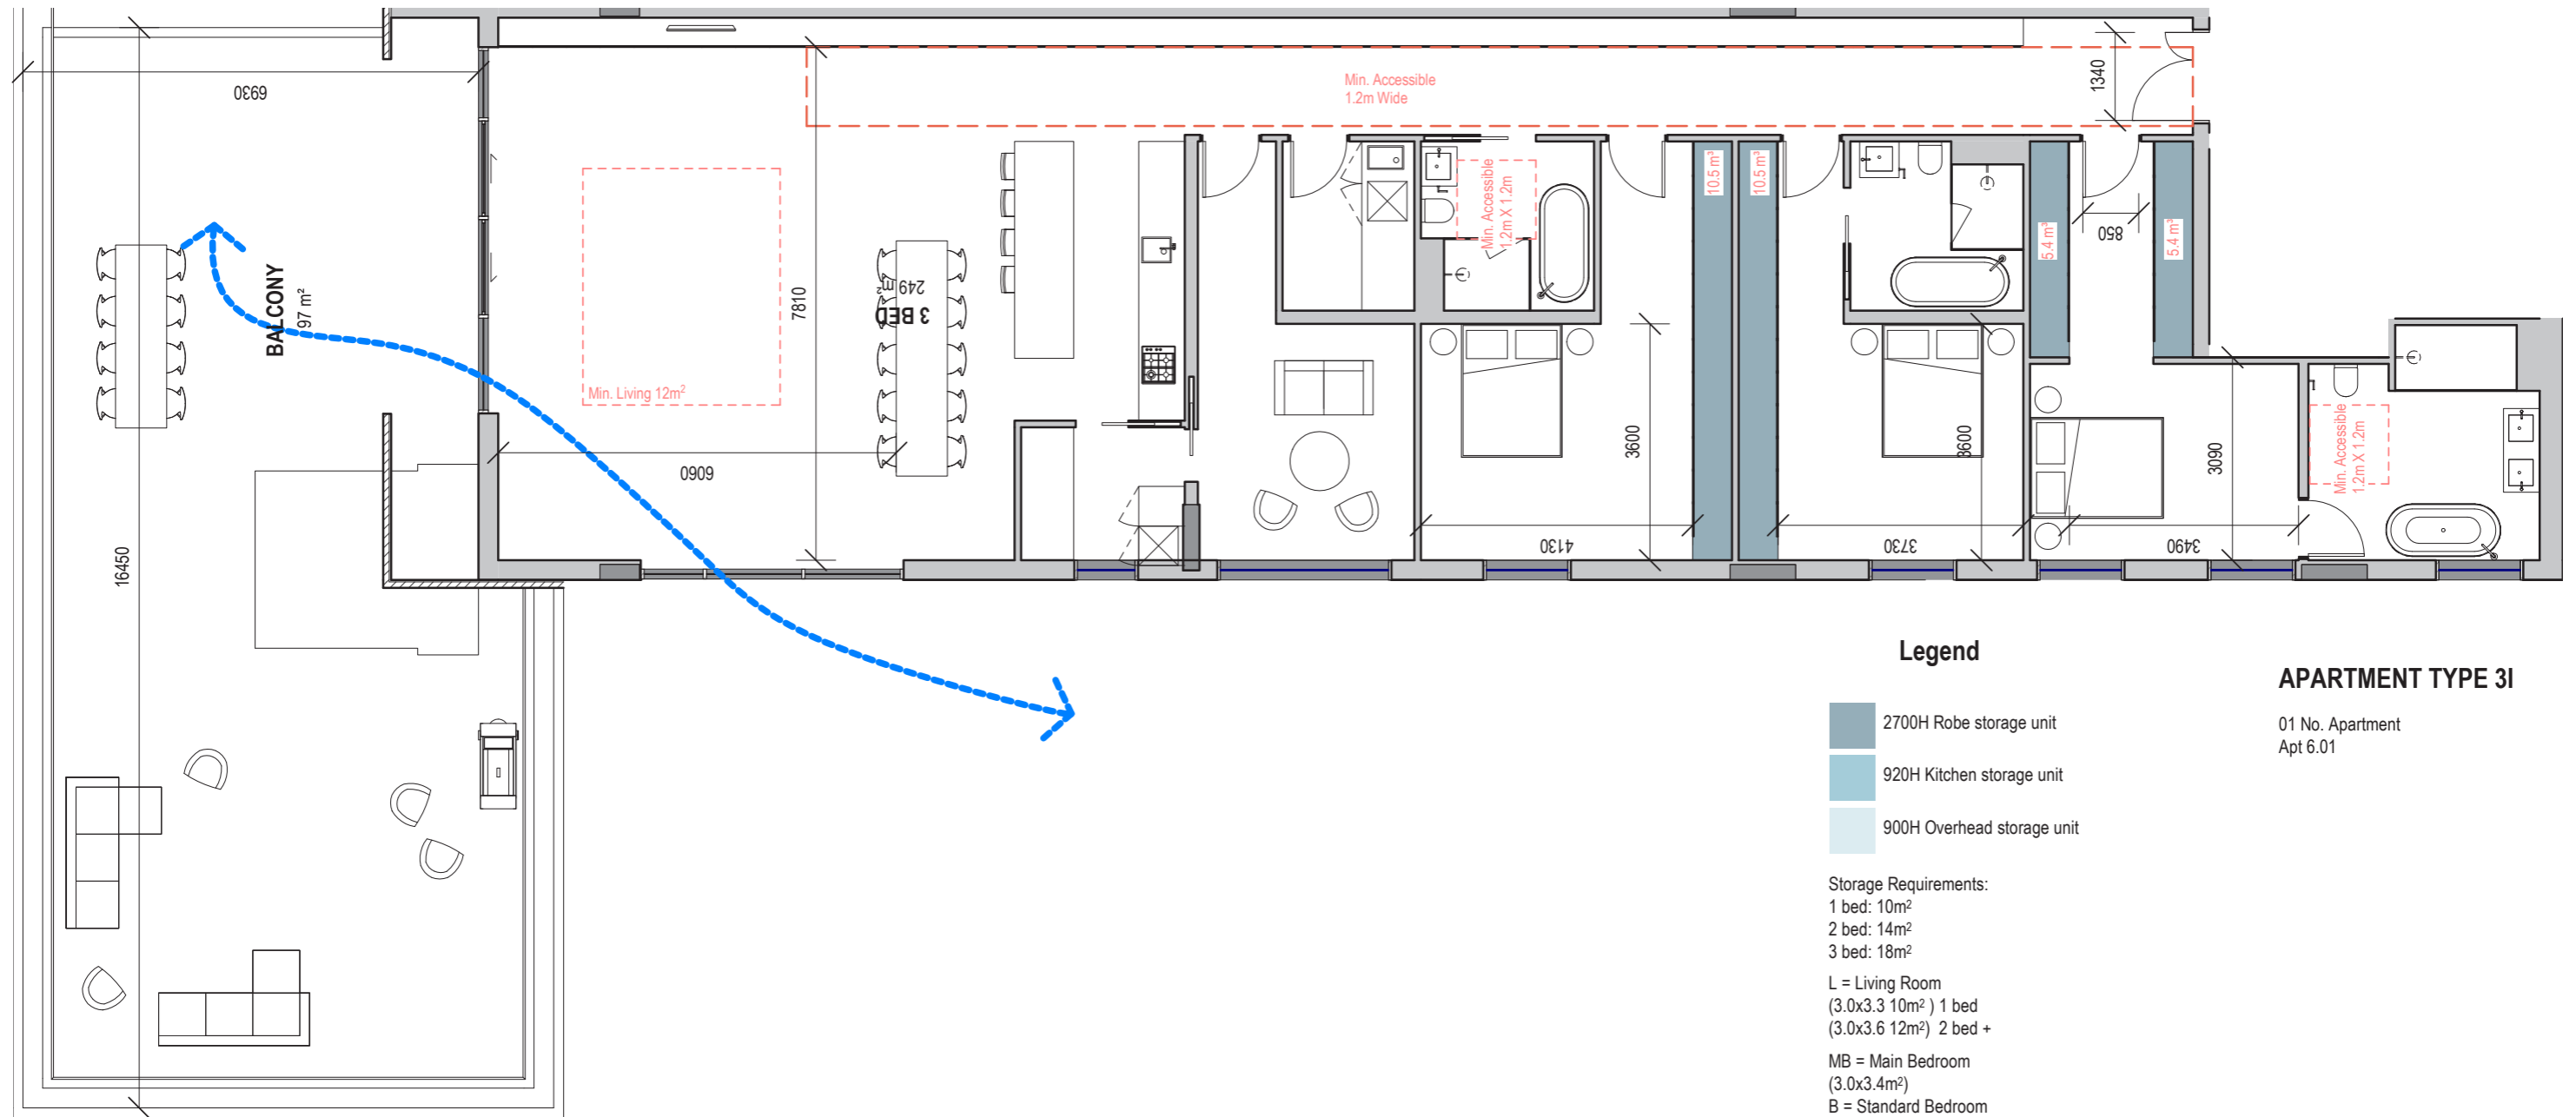 6930
Min. Accessible
1.2m Wide
1340
10.5 m³
10.5 m³
Min. Accessible
1.2m X 1.2m
5.4 m³
850
5.4 m³
BALCONY
97 m²
7810
3 BED
249 m²
Min. Living 12m²
6060
16450
3600
4130
3600
3730
3090
3490
Min. Accessible
1.2m X 1.2m
Legend
2700H Robe storage unit
920H Kitchen storage unit
900H Overhead storage unit
Storage Requirements:
1 bed: 10m²
2 bed: 14m²
3 bed: 18m²
L = Living Room
(3.0x3.3 10m² ) 1 bed
(3.0x3.6 12m²) 2 bed +
MB = Main Bedroom
(3.0x3.4m²)
B = Standard Bedroom
APARTMENT TYPE 3I
01 No. Apartment
Apt 6.01